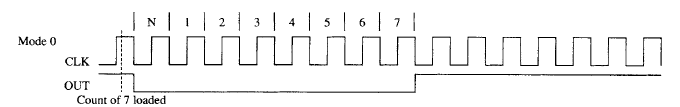 N 1 2 3 4 5 6 7
Mode 0
CLK
OUT
Count of 7 loaded